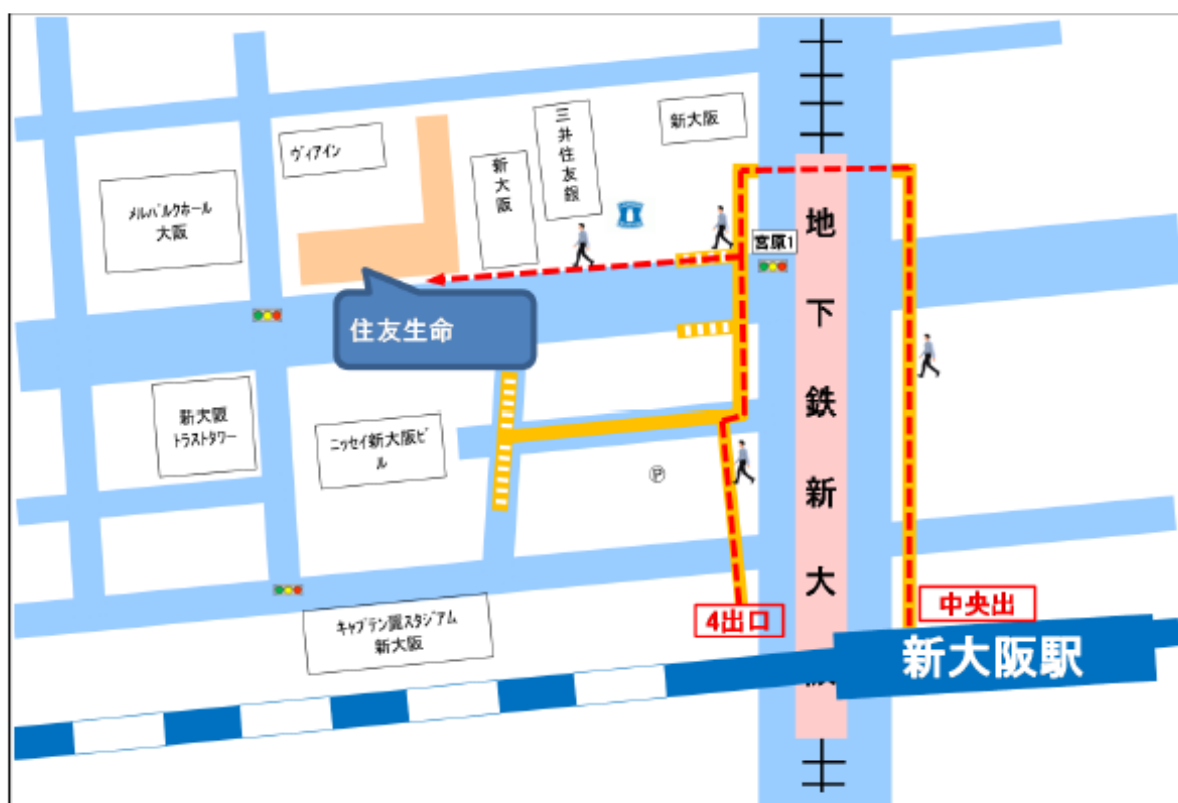 新大阪
三井住友銀
ヴィアイン
新大阪
メルパルクホール
大阪
宮原1
地下鉄新大
住友生命
新大阪
トラストタワー
ニッセイ新大阪ビ
ル
Ⓟ
キャプテン翼スタジアム
新大阪
4出口
中央出
新大阪駅